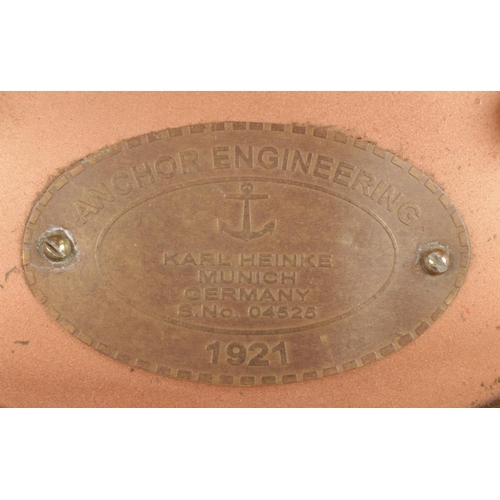 ANCHOR ENGINEERING
KARL HEINKE
MUNICH
GERMANY
S.No. 04525
1921